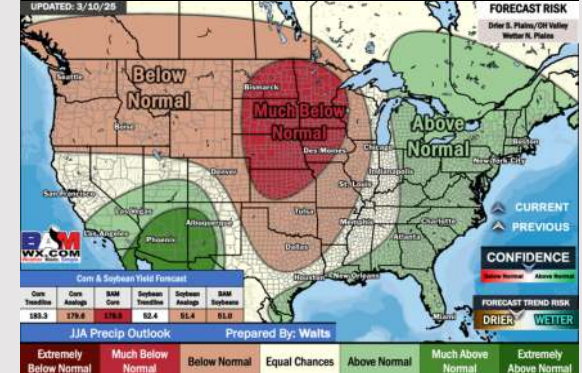 UPDATED: 3/10/25
FORECAST RISK
Drier S. Plains/OH Valley
Wetter N. Plains
Seattle
Below
Normal
Bismarck
Much Below
Normal
Above
Normal
Boise
Des Moines
Chicago
Boston
New York City
Denver
Indianapolis
St. Louis
San Francisco
Las Vegas
Tulsa
CURRENT
Los Angeles
Albuquerque
Memphis
Charlotte
PREVIOUS
Phoenix
Dallas
Atlanta
BAM
WX.COM
CONFIDENCE
Below Normal
Above Normal
Houston
New Orleans
Corn & Soybean Yield Forecast
Miami
FORECAST TREND RISK
DRIER
WETTER
Corn Trendline
Corn Analogs
BAM Corn
Soybean Trendline
Soybean Analogs
BAM Soybeans
183.3
179.6
52.4
51.4
51.0
JJA Precip Outlook
Prepared By: Walts
Extremely Below Normal
Much Below Normal
Below Normal
Equal Chances
Above Normal
Much Above Normal
Extremely Above Normal